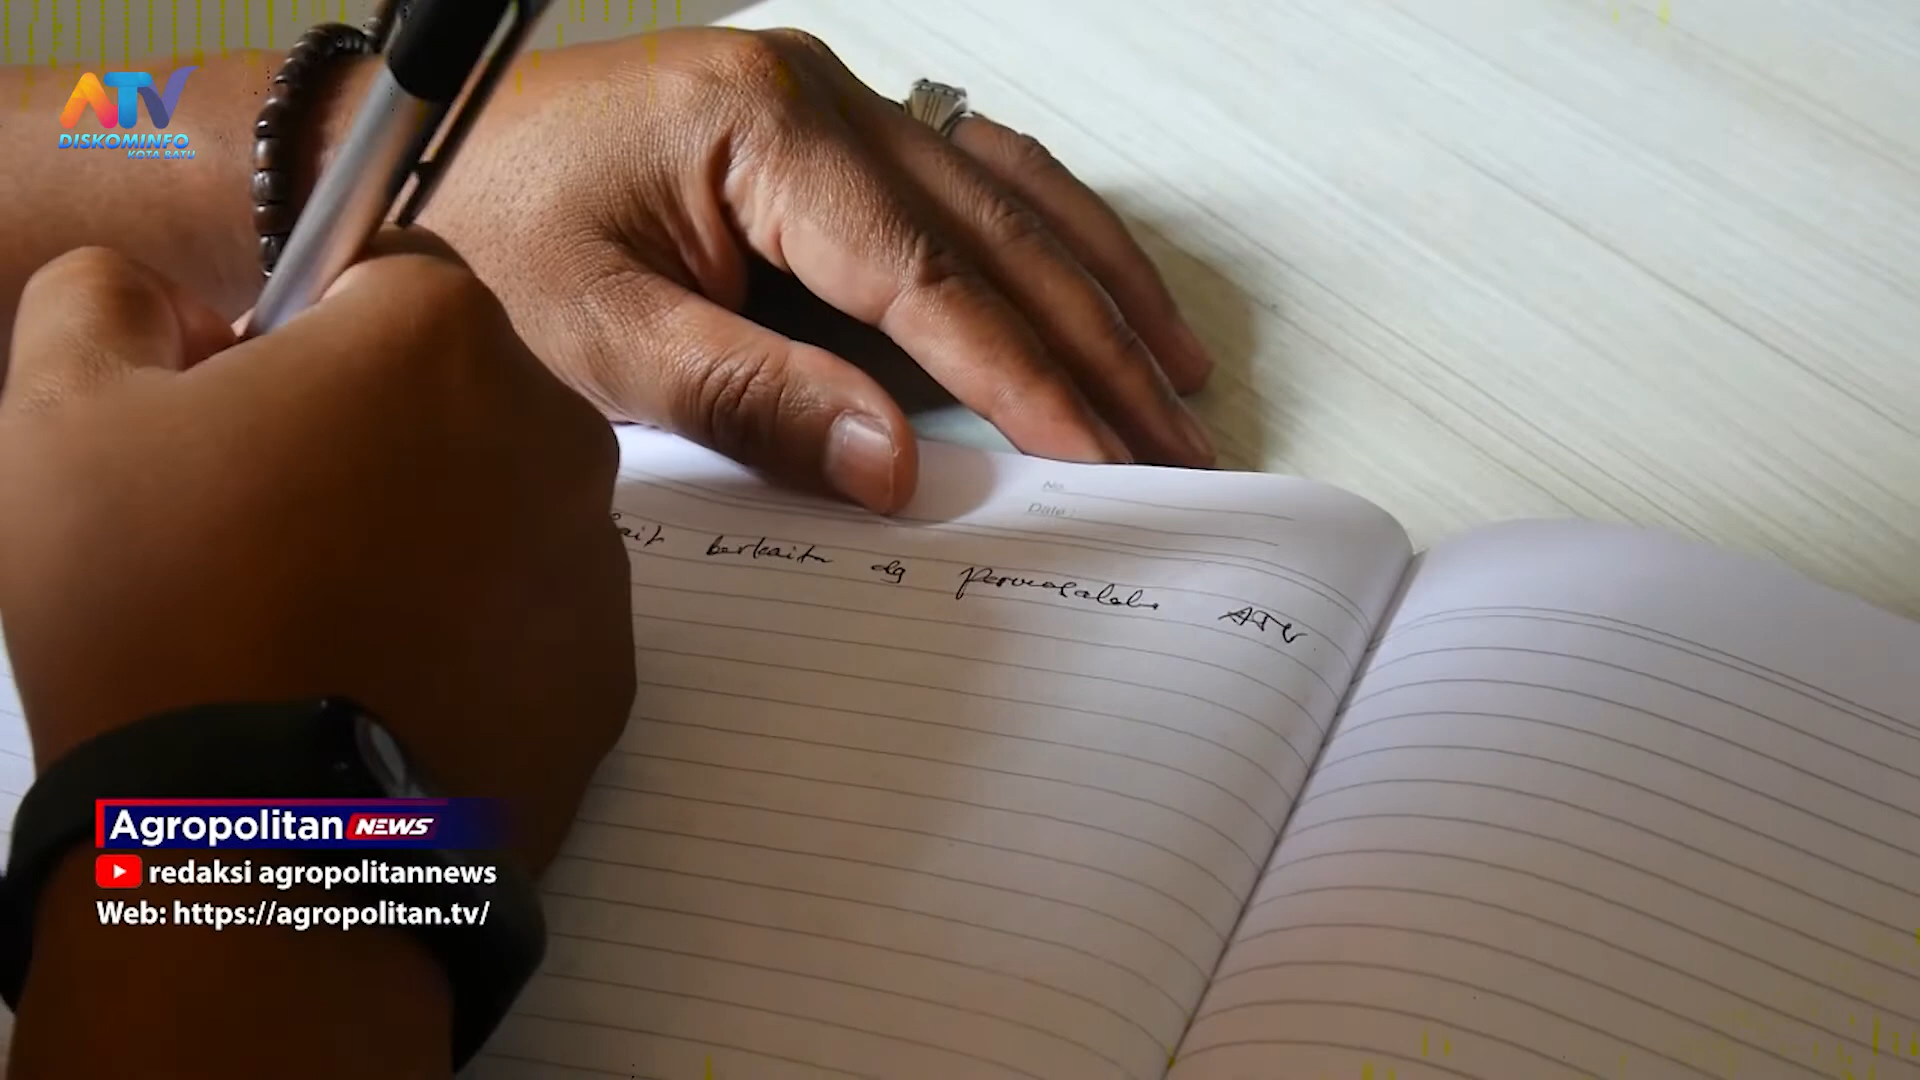 ATV
DISKOMINFO
KOTA BATU
No.
Date :
berkaitan dg ATV
Agropolitan NEWS
redaksi agropolitannews
Web: https://agropolitan.tv/